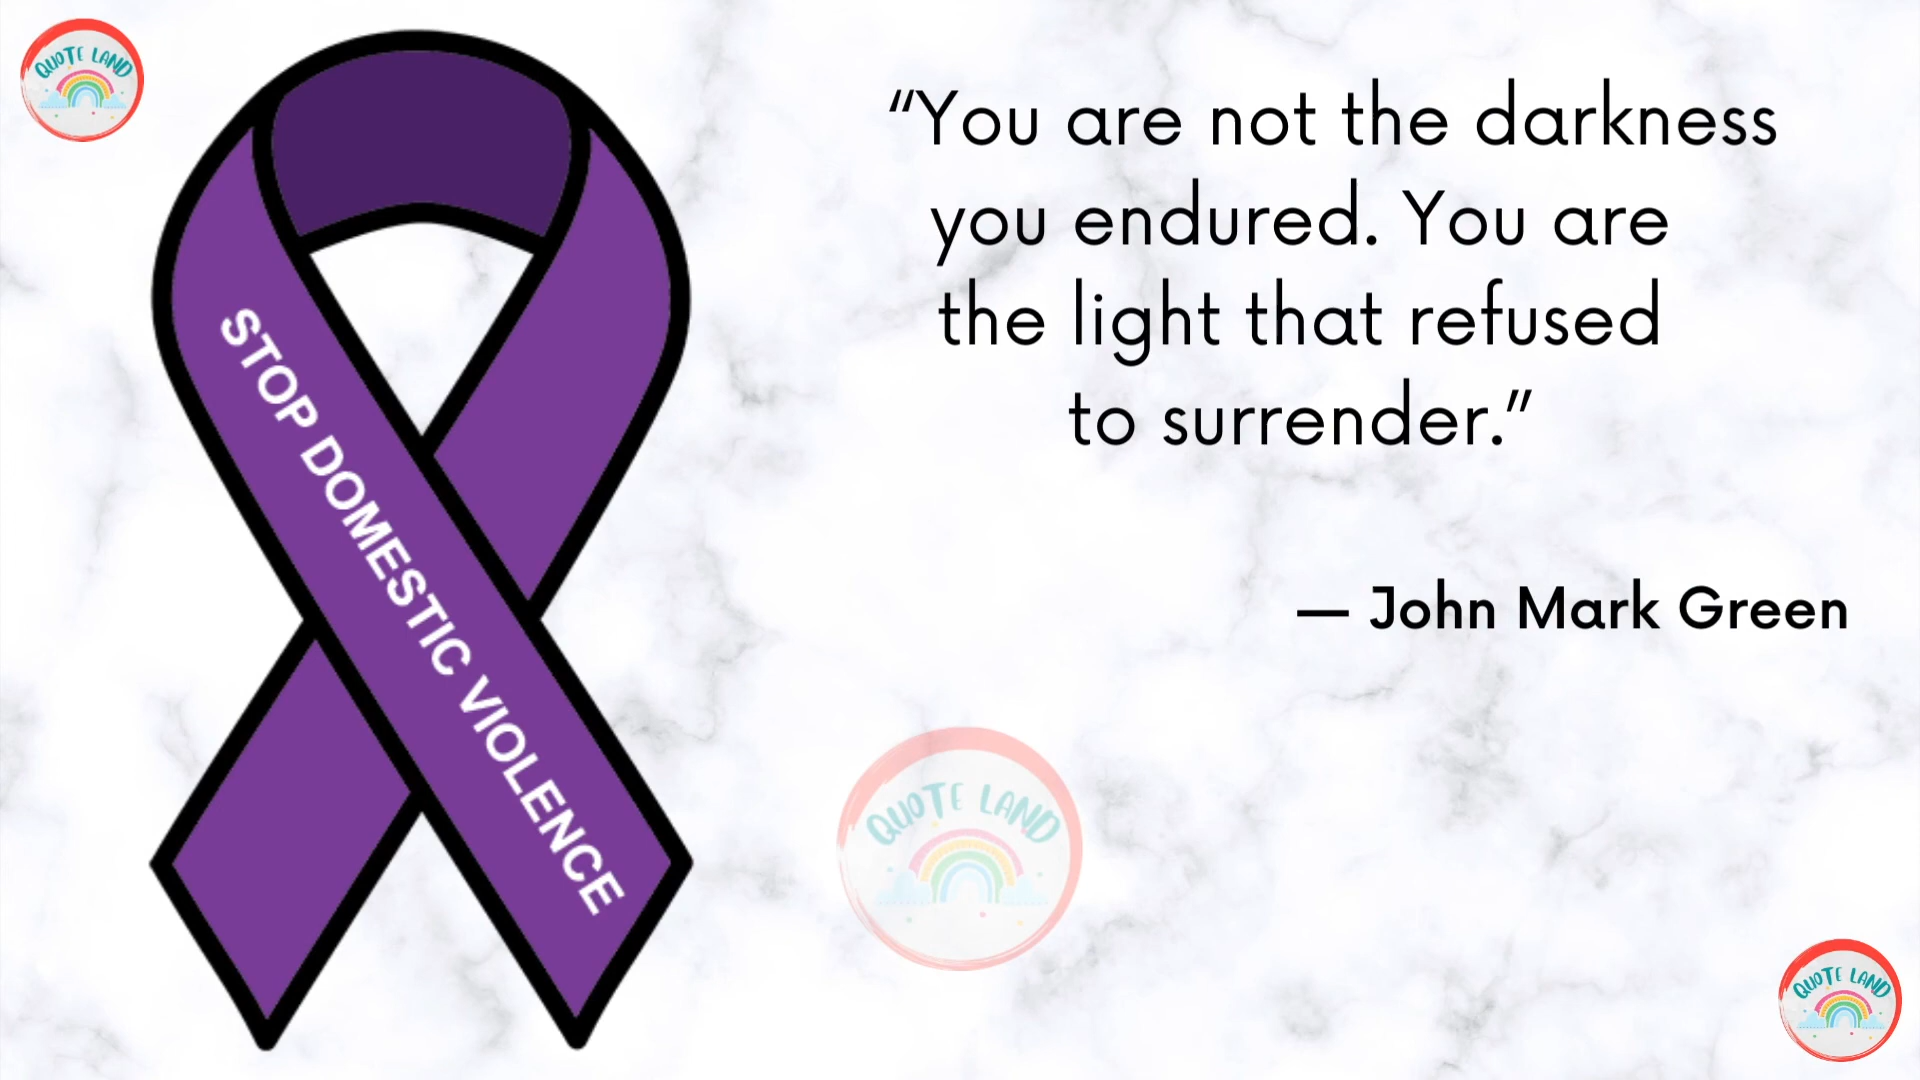 QUOTE LAND
“You are not the darkness
you endured. You are
the light that refused
to surrender.”
— John Mark Green
STOP DOMESTIC VIOLENCE
QUOTE LAND
QUOTE LAND